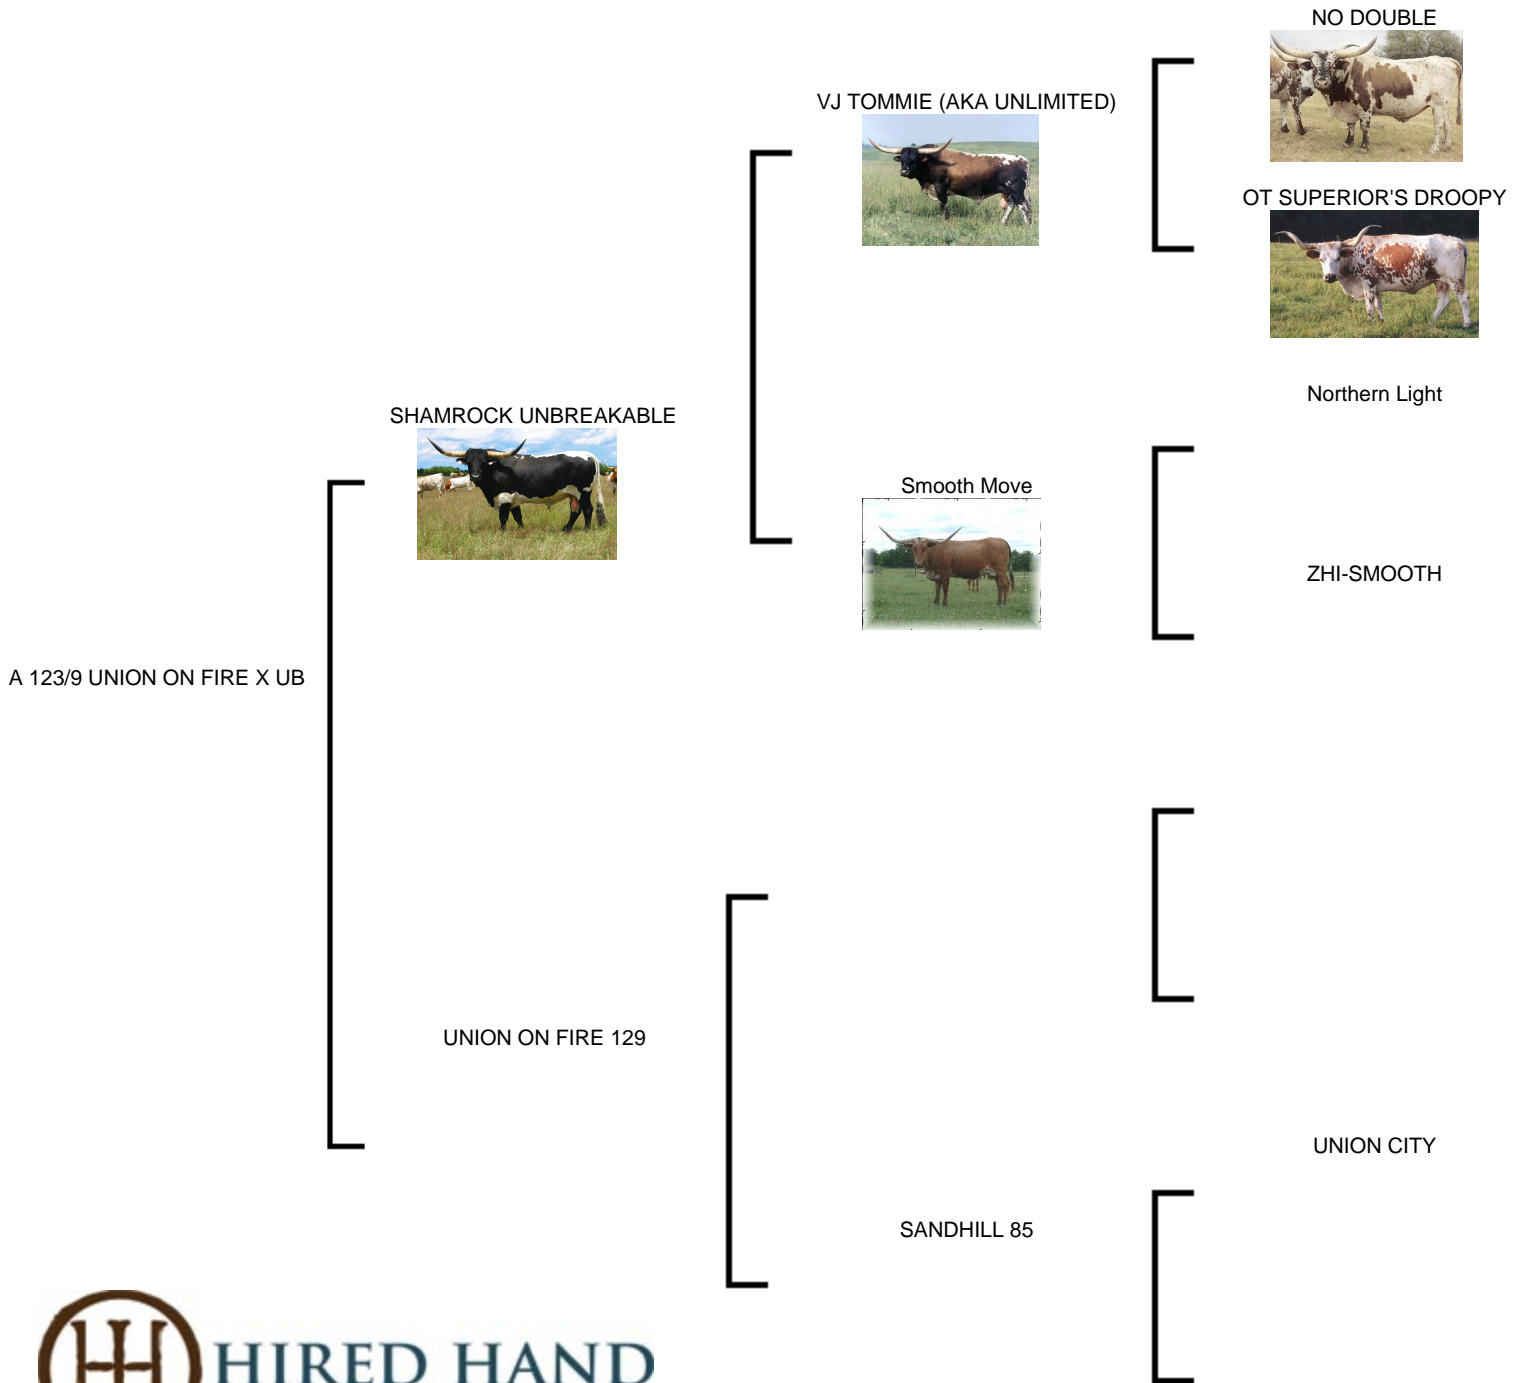 NO DOUBLE
VJ TOMMIE (AKA UNLIMITED)
OT SUPERIOR'S DROOPY
Northern Light
SHAMROCK UNBREAKABLE
Smooth Move
ZHI-SMOOTH
A 123/9 UNION ON FIRE X UB
UNION ON FIRE 129
UNION CITY
SANDHILL 85
HIRED HAND